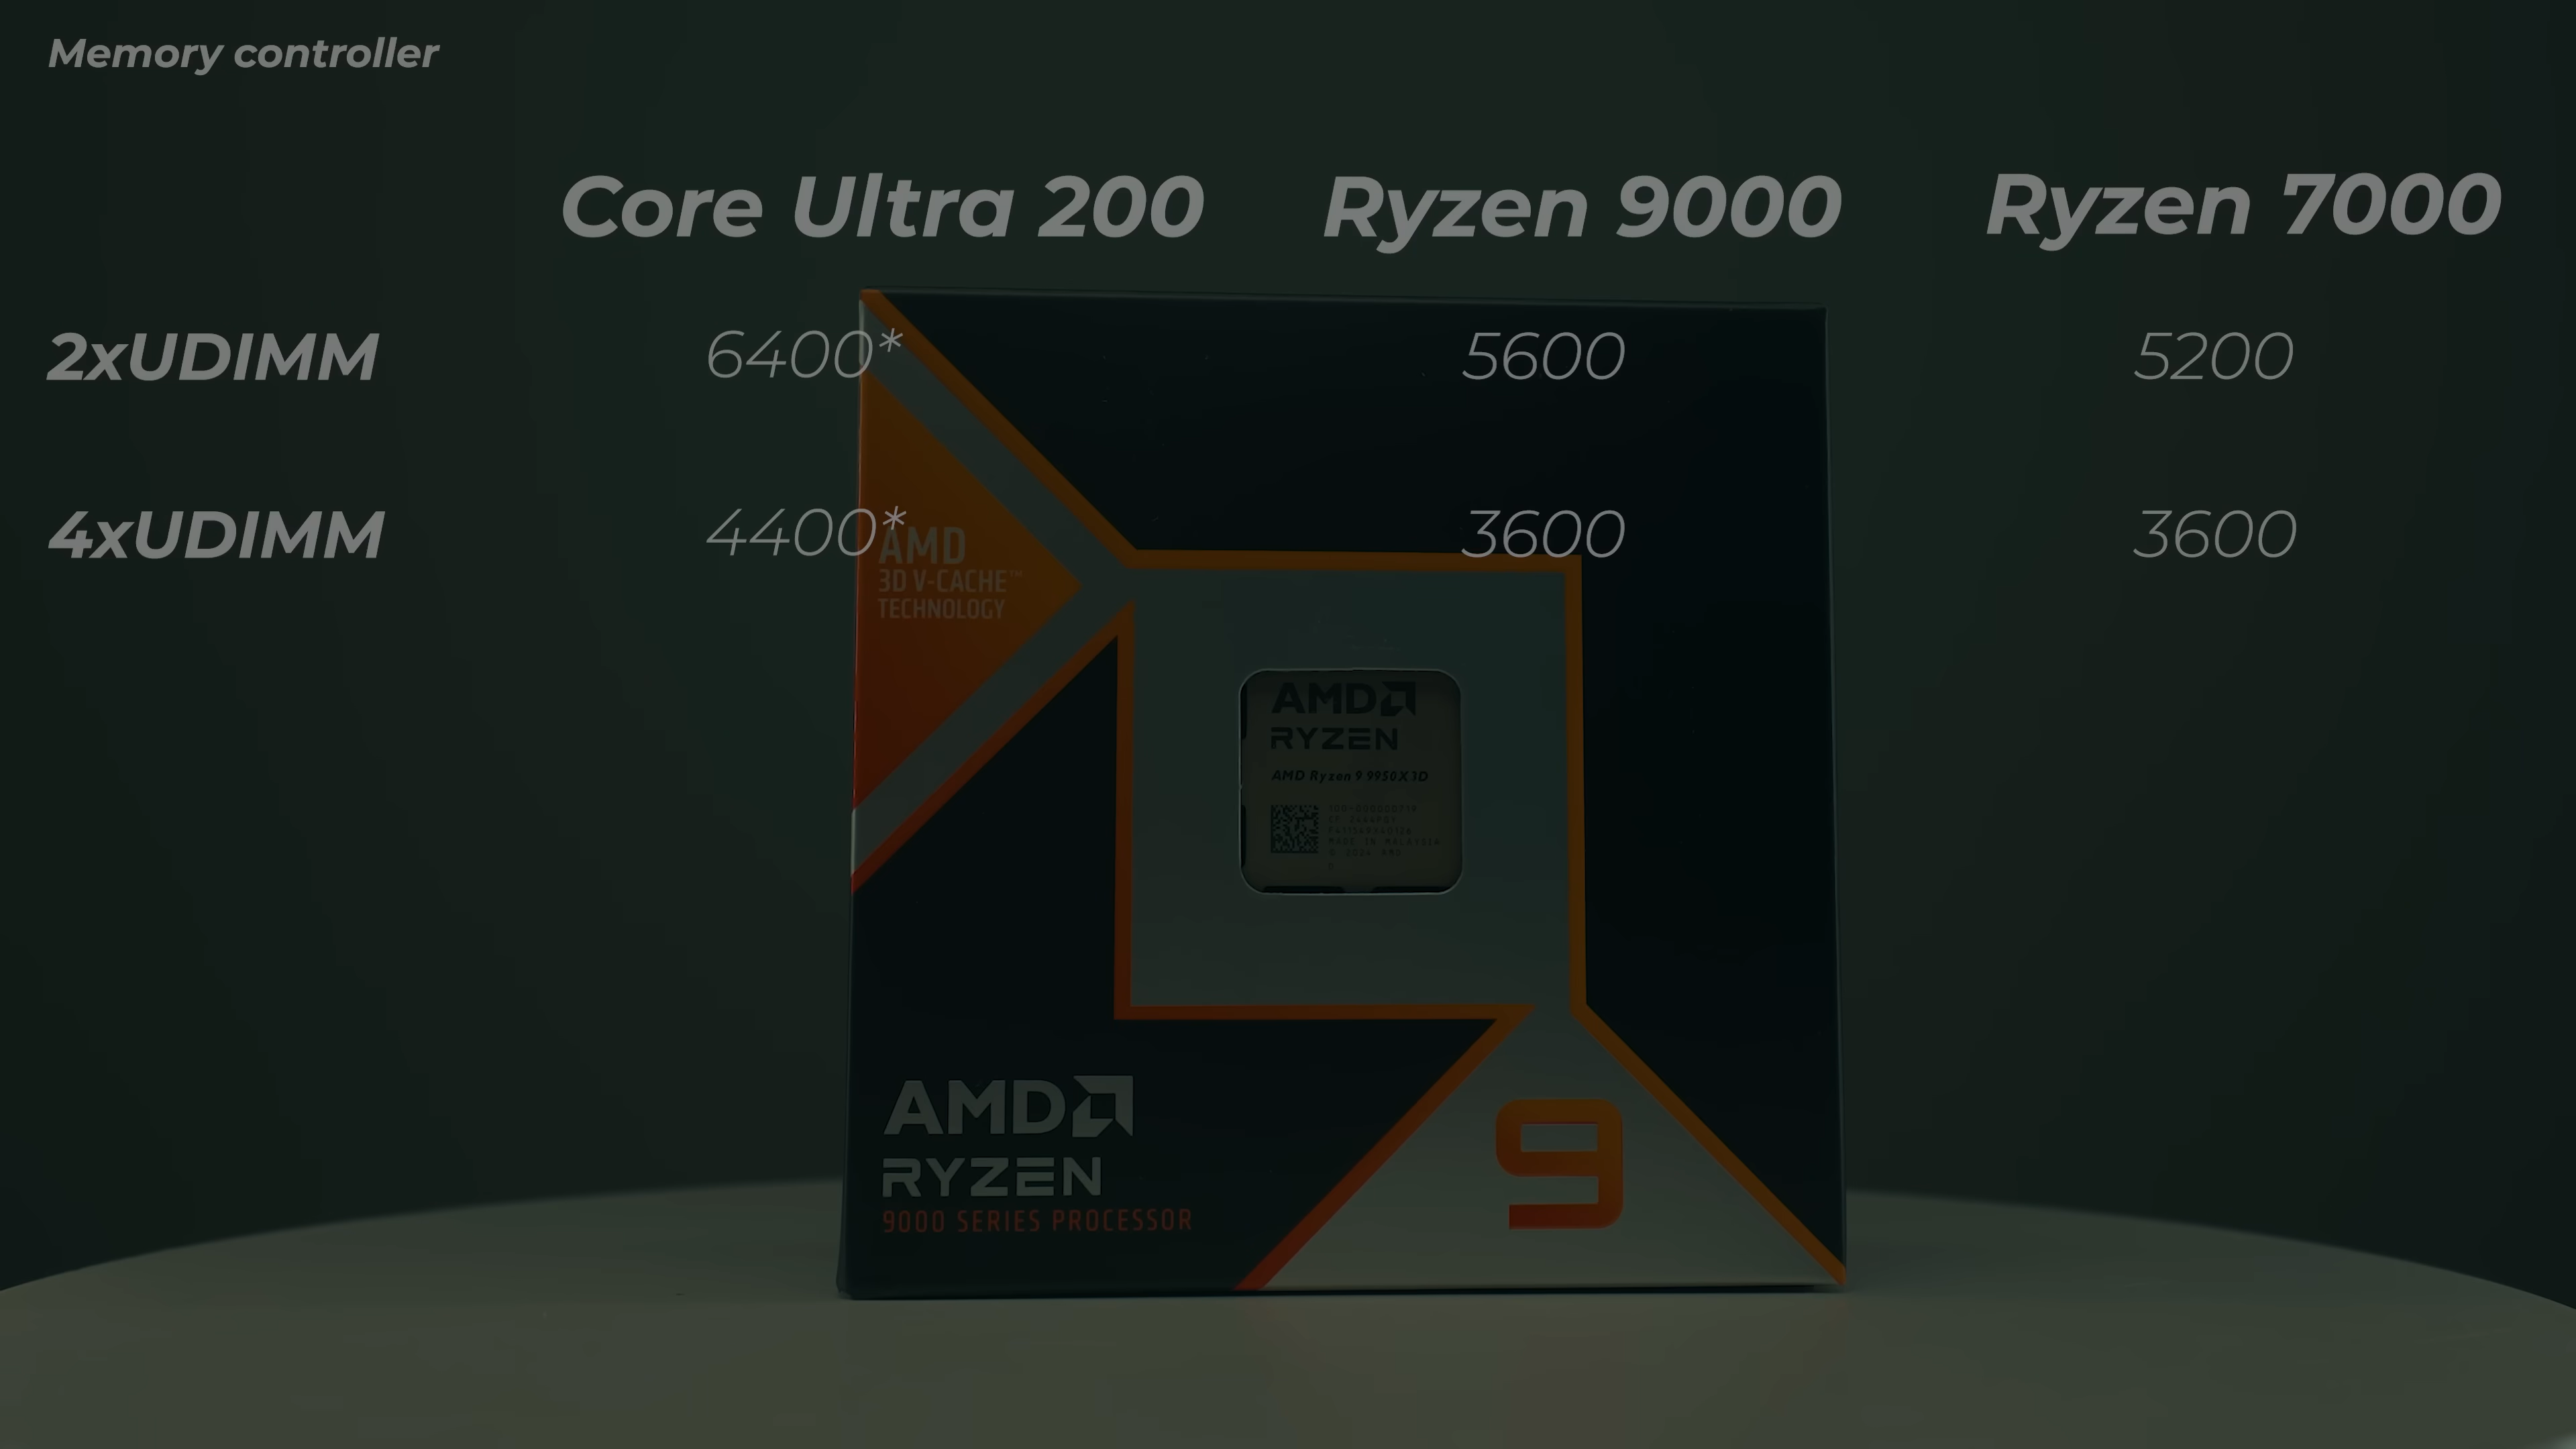 Memory controller
Core Ultra 200 Ryzen 9000 Ryzen 7000
2xUDIMM 6400* 5600 5200
4xUDIMM 4400* 3600 3600
AMD
3D V-CACHE™
TECHNOLOGY
AMD
RYZEN
AMD Ryzen 9 9950X3D
AMD
RYZEN
9000 SERIES PROCESSOR
9